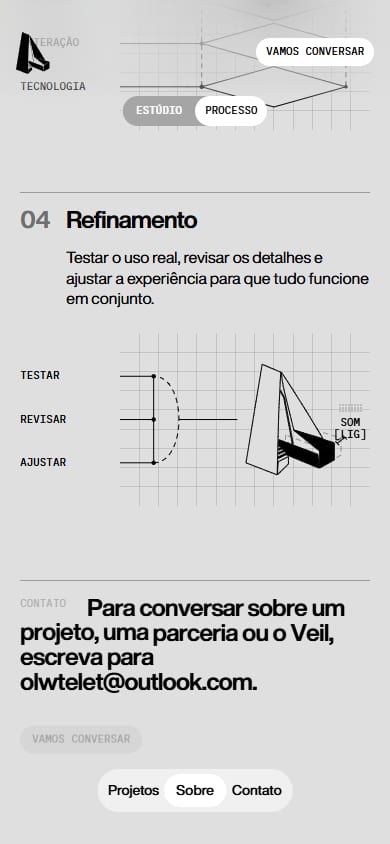 TERAÇÃO
VAMOS CONVERSAR
TECNOLOGIA
ESTÚDIO
PROCESSO
04 Refinamento
Testar o uso real, revisar os detalhes e
ajustar a experiência para que tudo funcione
em conjunto.
TESTAR
REVISAR
AJUSTAR
SOM
[LIG]
CONTATO
Para conversar sobre um
projeto, uma parceria ou o Veil,
escreva para
olwtelet@outlook.com.
VAMOS CONVERSAR
Projetos Sobre Contato